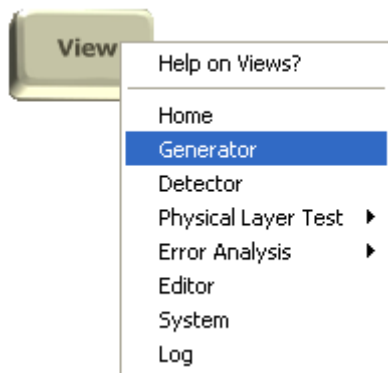 View
Help on Views?
Home
Generator
Detector
Physical Layer Test
Error Analysis
Editor
System
Log